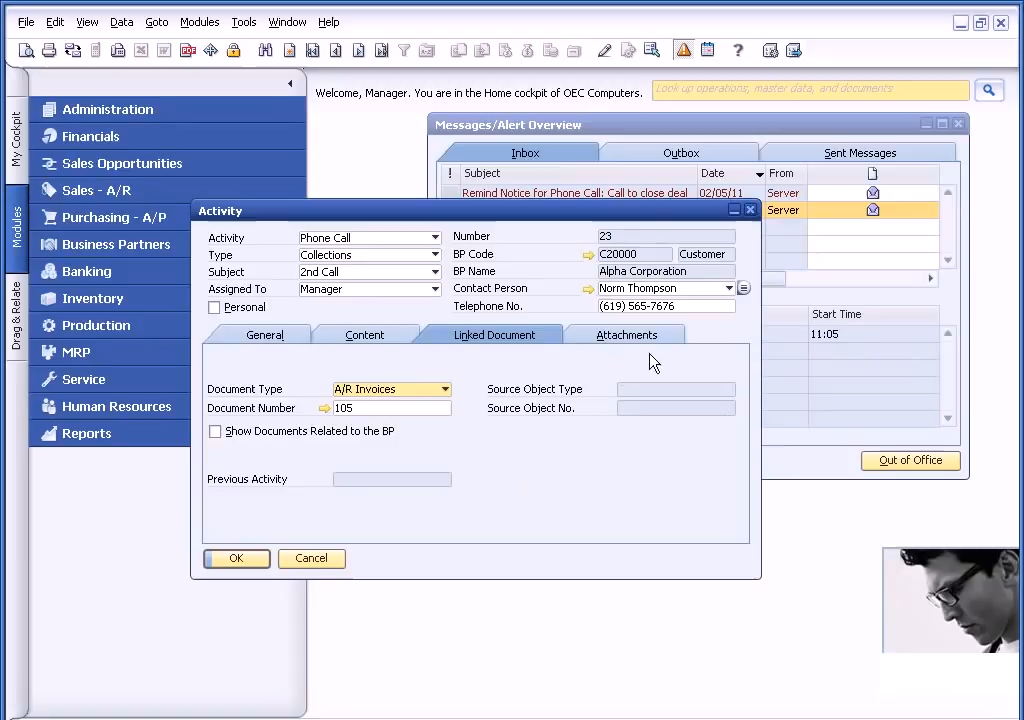 File Edit View Data Goto Modules Tools Window Help
Welcome, Manager. You are in the Home cockpit of OEC Computers.
Look up operations, master data, and documents
My Cockpit
Modules
Drag & Relate
Administration
Financials
Sales Opportunities
Sales - A/R
Purchasing - A/P
Business Partners
Banking
Inventory
Production
MRP
Service
Human Resources
Reports
Messages/Alert Overview
Inbox Outbox Sent Messages
! Subject Date From
Remind Notice for Phone Call: Call to close deal 02/05/11 Server
Server
Start Time
11:05
Out of Office
Activity
Activity Phone Call
Type Collections
Subject 2nd Call
Assigned To Manager
Personal
Number 23
BP Code C20000 Customer
BP Name Alpha Corporation
Contact Person Norm Thompson
Telephone No. (619) 565-7676
General Content Linked Document Attachments
Document Type A/R Invoices
Document Number 105
Show Documents Related to the BP
Source Object Type
Source Object No.
Previous Activity
OK Cancel